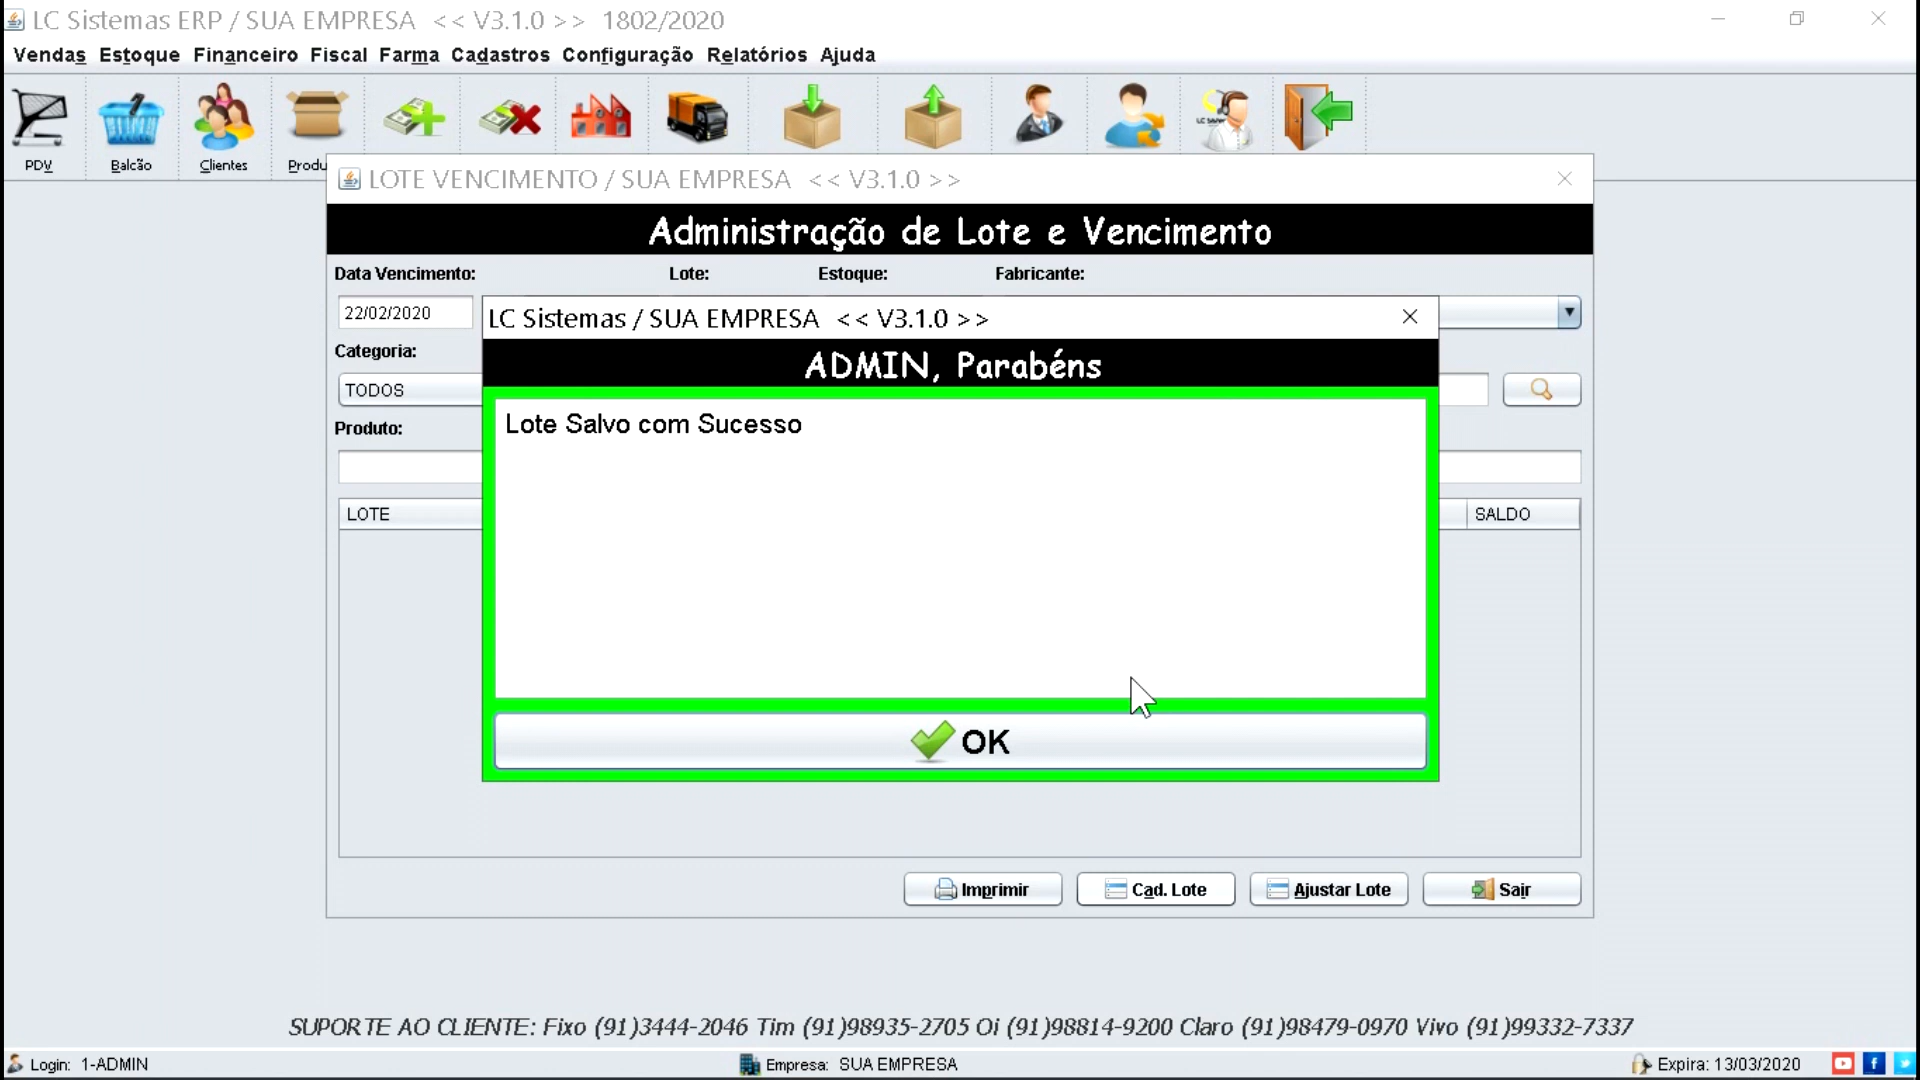 LC Sistemas ERP / SUA EMPRESA << V3.1.0 >> 1802/2020
Vendas Estoque Financeiro Fiscal Farma Cadastros Configuração Relatórios Ajuda
PDV Balcão Clientes Produ
LOTE VENCIMENTO / SUA EMPRESA << V3.1.0 >>
Administração de Lote e Vencimento
Data Vencimento: Lote: Estoque: Fabricante:
22/02/2020
LC Sistemas / SUA EMPRESA << V3.1.0 >>
Categoria:
ADMIN, Parabéns
TODOS
Lote Salvo com Sucesso
Produto:
LOTE SALDO
OK
Imprimir Cad. Lote Ajustar Lote Sair
SUPORTE AO CLIENTE: Fixo (91)3444-2046 Tim (91)98935-2705 Oi (91)98814-9200 Claro (91)98479-0970 Vivo (91)99332-7337
Login: 1-ADMIN Empresa: SUA EMPRESA Expira: 13/03/2020